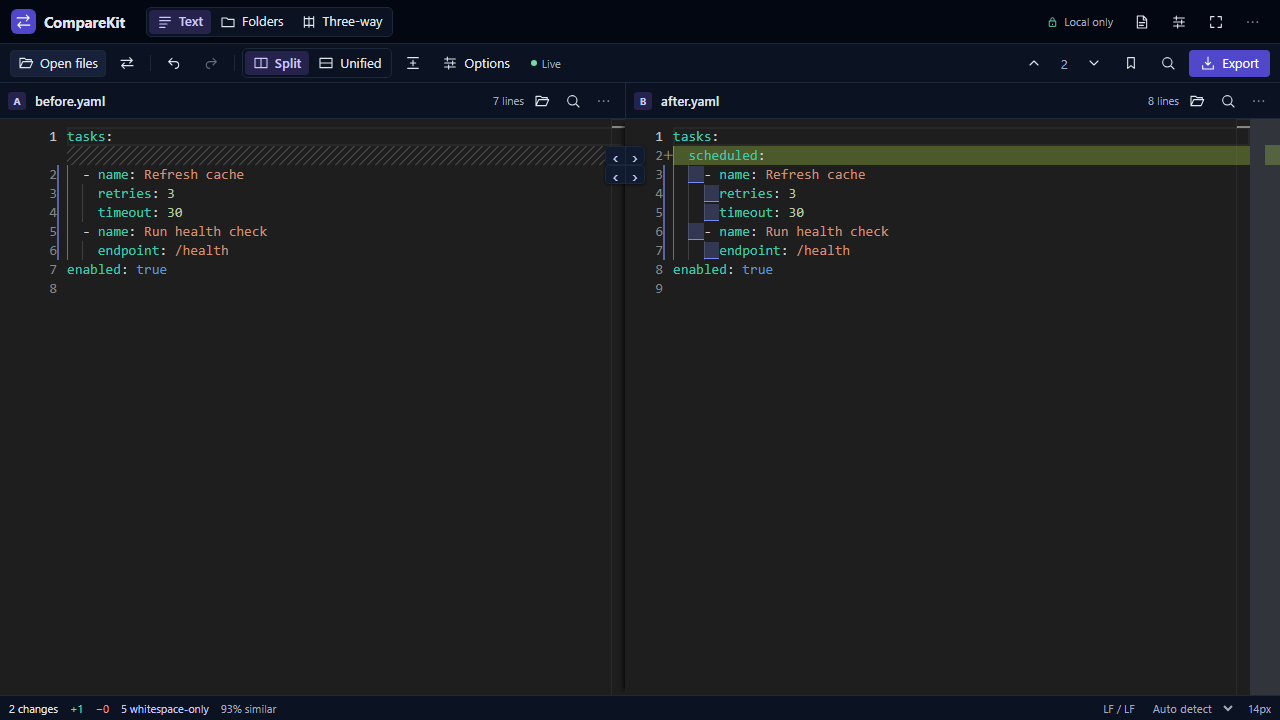 CompareKit Text Folders Three-way Local only
Open files Split Unified Options Live 2 Export
A before.yaml 7 lines B after.yaml 8 lines
1 tasks:
2   - name: Refresh cache
3     retries: 3
4     timeout: 30
5   - name: Run health check
6     endpoint: /health
7 enabled: true
8
1 tasks:
2+  scheduled:
3     - name: Refresh cache
4       retries: 3
5       timeout: 30
6     - name: Run health check
7       endpoint: /health
8 enabled: true
9
2 changes +1 −0 5 whitespace-only 93% similar LF / LF Auto detect 14px